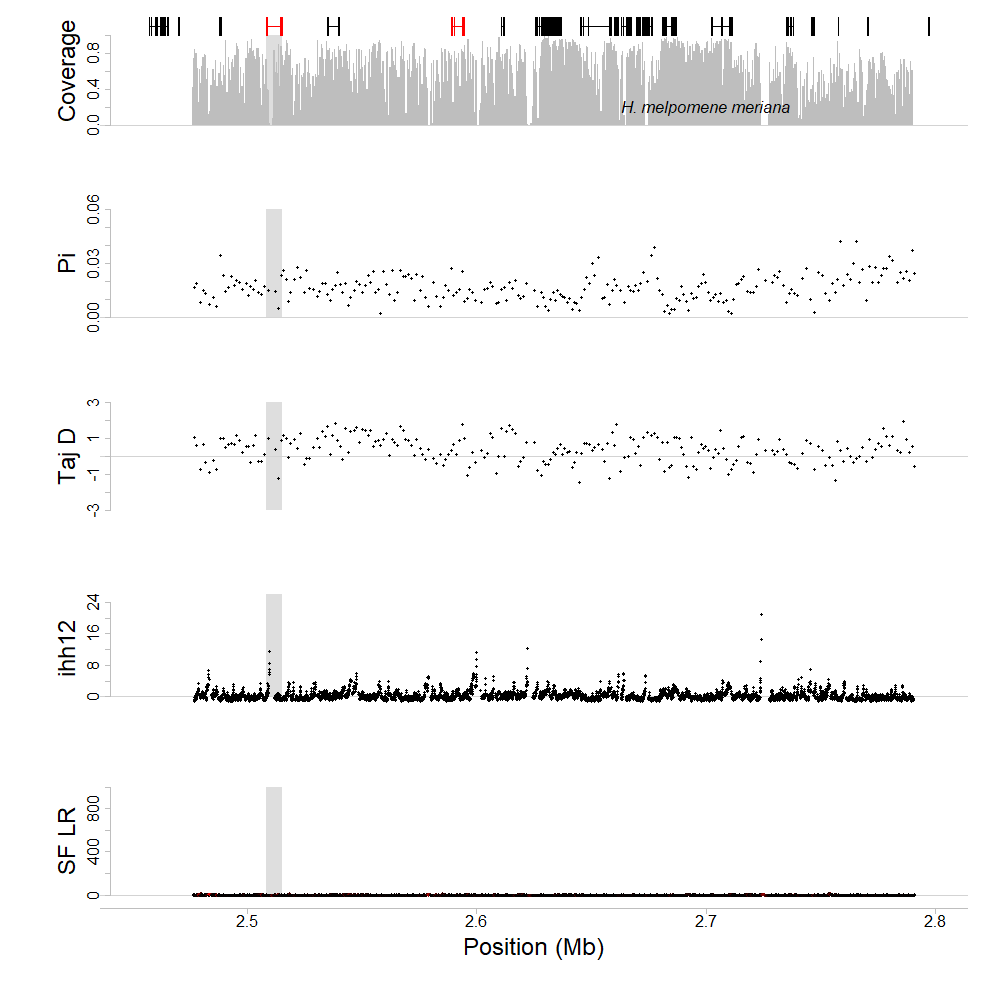 Coverage
0.0 0.4 0.8
H. melpomene meriana
Pi
0.00 0.03 0.06
Taj D
-3 -1 1 3
ihh12
0 8 16 24
SF LR
0 400 800
2.5 2.6 2.7 2.8
Position (Mb)